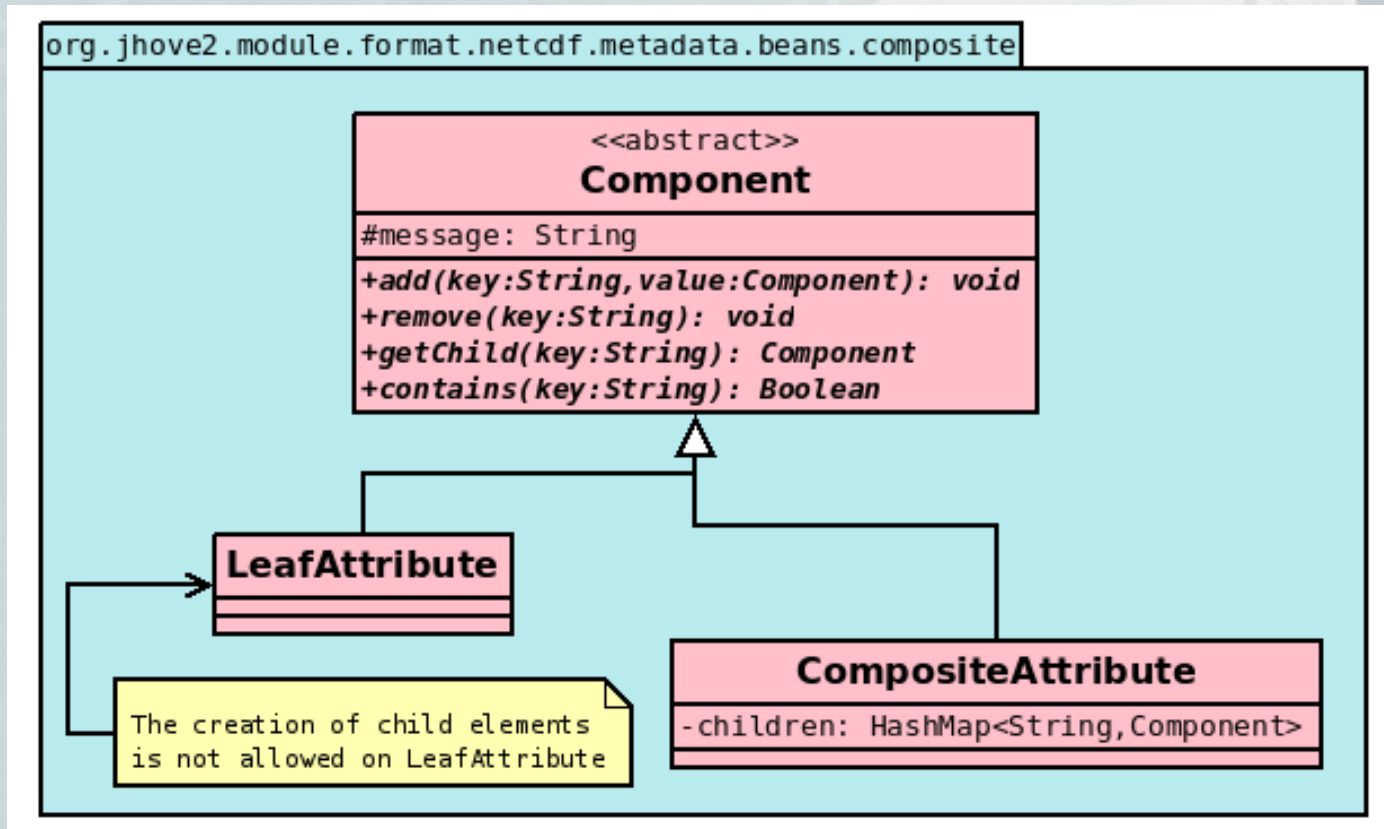 org.jhove2.module.format.netcdf.metadata.beans.composite
<<abstract>>
Component
#message: String
+add(key:String,value:Component): void
+remove(key:String): void
+getChild(key:String): Component
+contains(key:String): Boolean
LeafAttribute
The creation of child elements
is not allowed on LeafAttribute
CompositeAttribute
-children: HashMap<String,Component>